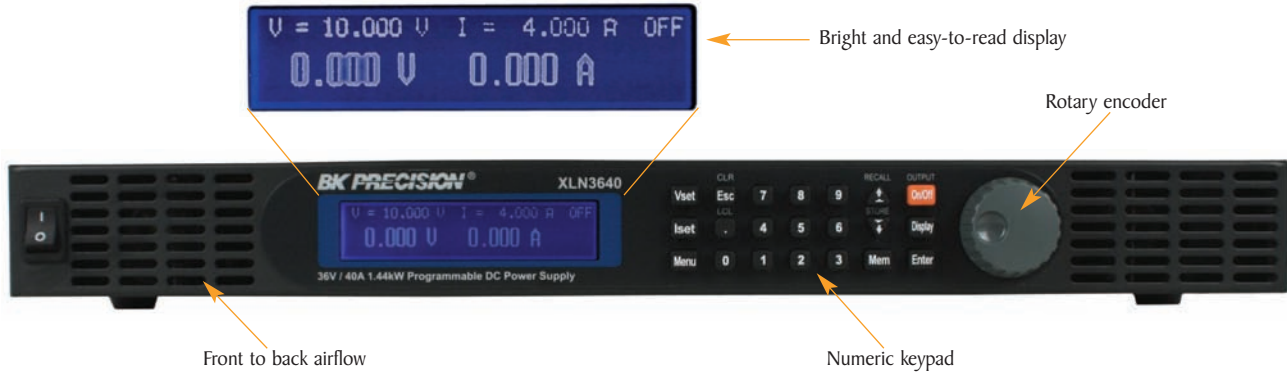 V = 10.000 V I = 4.000 A OFF
0.000 V 0.000 A
Bright and easy-to-read display
Rotary encoder
BK PRECISION® XLN3640
V = 10.000 V I = 4.000 A OFF
0.000 V 0.000 A
36V / 40A 1.44kW Programmable DC Power Supply
I
O
CLR RECALL OUTPUT
Vset Esc 7 8 9 On/Off
LCL STORE
Iset . 4 5 6 Display
Menu 0 1 2 3 Mem Enter
Front to back airflow
Numeric keypad